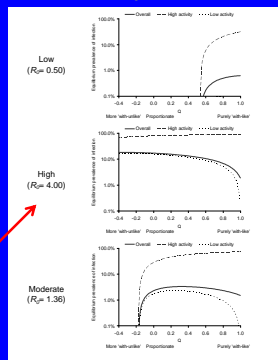 Low
(R₀= 0.50)
Overall High activity Low activity
Equilibrium prevalence of infection
100.0%
10.0%
1.0%
0.1%
-0.4 -0.2 0.0 0.2 0.4 0.6 0.8 1.0
Q
More 'with-unlike' Proportionate Purely 'with-like'
High
(R₀= 4.00)
Overall High activity Low activity
Equilibrium prevalence of infection
100.0%
10.0%
1.0%
0.1%
-0.4 -0.2 0.0 0.2 0.4 0.6 0.8 1.0
Q
More 'with-unlike' Proportionate Purely 'with-like'
Moderate
(R₀= 1.36)
Overall High activity Low activity
Equilibrium prevalence of infection
100.0%
10.0%
1.0%
0.1%
-0.4 -0.2 0.0 0.2 0.4 0.6 0.8 1.0
Q
More 'with-unlike' Proportionate Purely 'with-like'